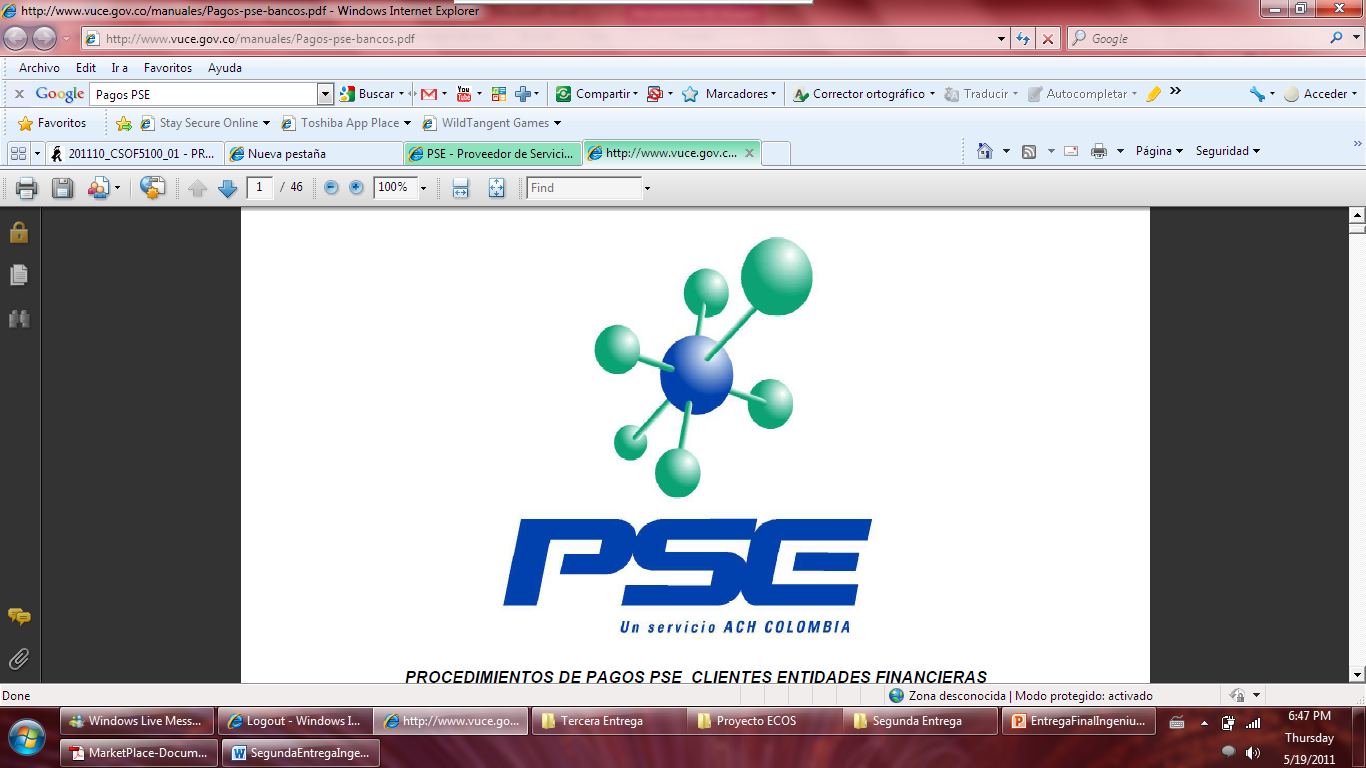 http://www.vuce.gov.co/manuales/Pagos-pse-bancos.pdf - Windows Internet Explorer
http://www.vuce.gov.co/manuales/Pagos-pse-bancos.pdf
Google
Archivo Edit Ir a Favoritos Ayuda
x Google Pagos PSE Buscar Compartir Marcadores Corrector ortográfico Traducir Autocompletar » Acceder
Favoritos Stay Secure Online Toshiba App Place WildTangent Games
201110_CSOF5100_01 - PR... Nueva pestaña PSE - Proveedor de Servici... http://www.vuce.gov.c... x Página Seguridad »
1 / 46 100% Find
PSE
Un servicio ACH COLOMBIA
PROCEDIMIENTOS DE PAGOS PSE CLIENTES ENTIDADES FINANCIERAS
Done Zona desconocida | Modo protegido: activado
Windows Live Mess... Logout - Windows I... http://www.vuce.go... Tercera Entrega Proyecto ECOS Segunda Entrega EntregaFinalIngeniu... 6:47 PM
Thursday
MarketPlace-Docum... SegundaEntregaInge... 5/19/2011